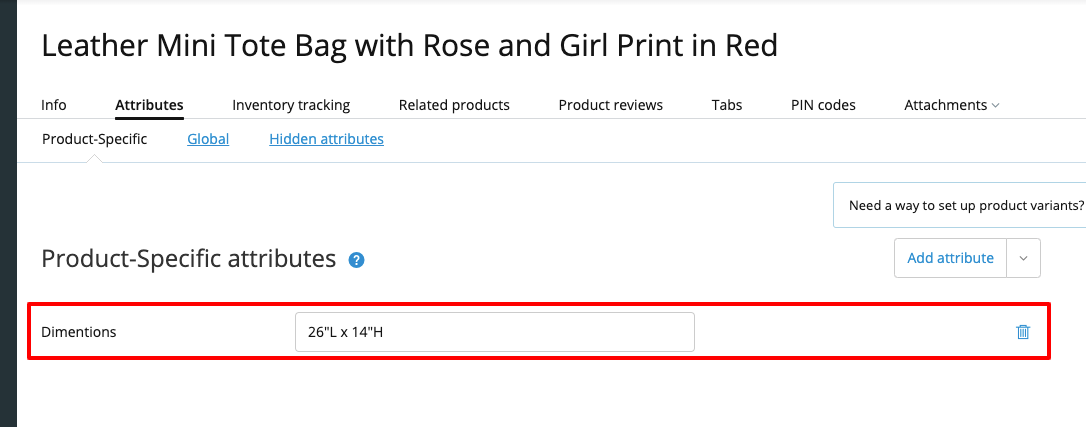 Leather Mini Tote Bag with Rose and Girl Print in Red
Info Attributes Inventory tracking Related products Product reviews Tabs PIN codes Attachments
Product-Specific Global Hidden attributes
Need a way to set up product variants?
Product-Specific attributes ? Add attribute
Dimentions 26"L x 14"H